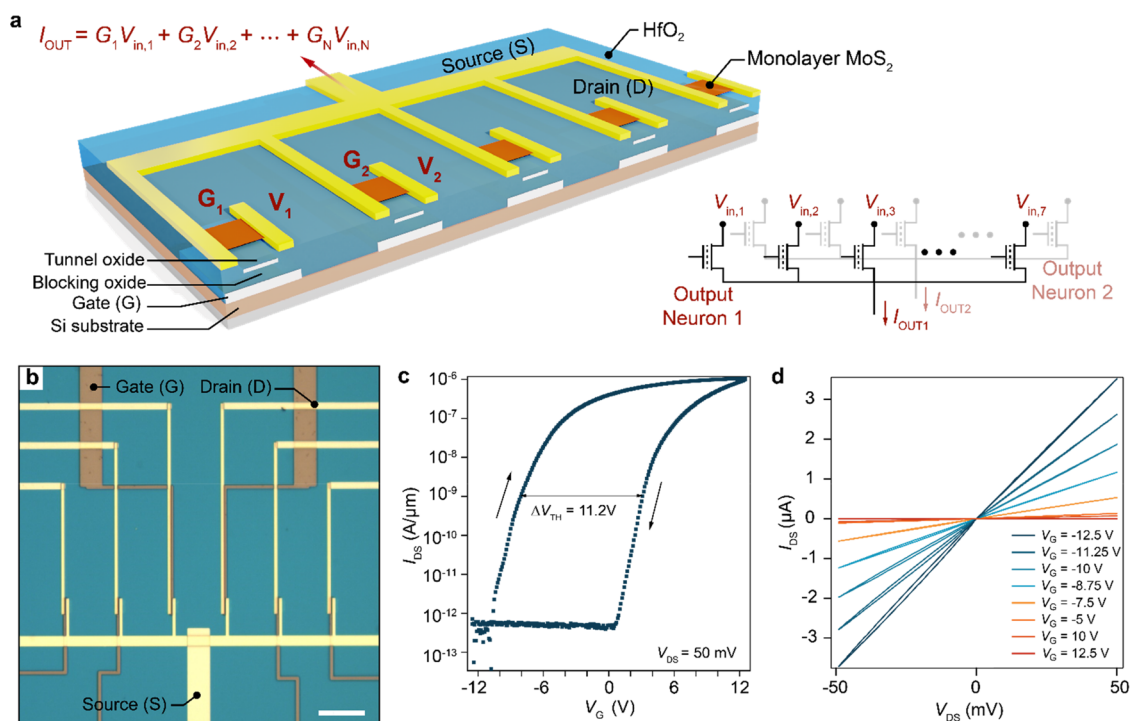 a
I_OUT = G_1V_in,1 + G_2V_in,2 + ... + G_NV_in,N
Source (S)
HfO_2
Monolayer MoS_2
Drain (D)
G_1
V_1
G_2
V_2
Tunnel oxide
Blocking oxide
Gate (G)
Si substrate
V_in,1
V_in,2
V_in,3
V_in,7
Output
Neuron 1
Output
Neuron 2
I_OUT1
I_OUT2
b
Gate (G)
Drain (D)
Source (S)
c
I_DS (A/μm)
10^-6
10^-7
10^-8
10^-9
10^-10
10^-11
10^-12
10^-13
ΔV_TH = 11.2V
V_DS = 50 mV
-12
-6
0
6
12
V_G (V)
d
I_DS (μA)
3
2
1
0
-1
-2
-3
V_G = -12.5 V
V_G = -11.25 V
V_G = -10 V
V_G = -8.75 V
V_G = -7.5 V
V_G = -5 V
V_G = 10 V
V_G = 12.5 V
-50
0
50
V_DS (mV)